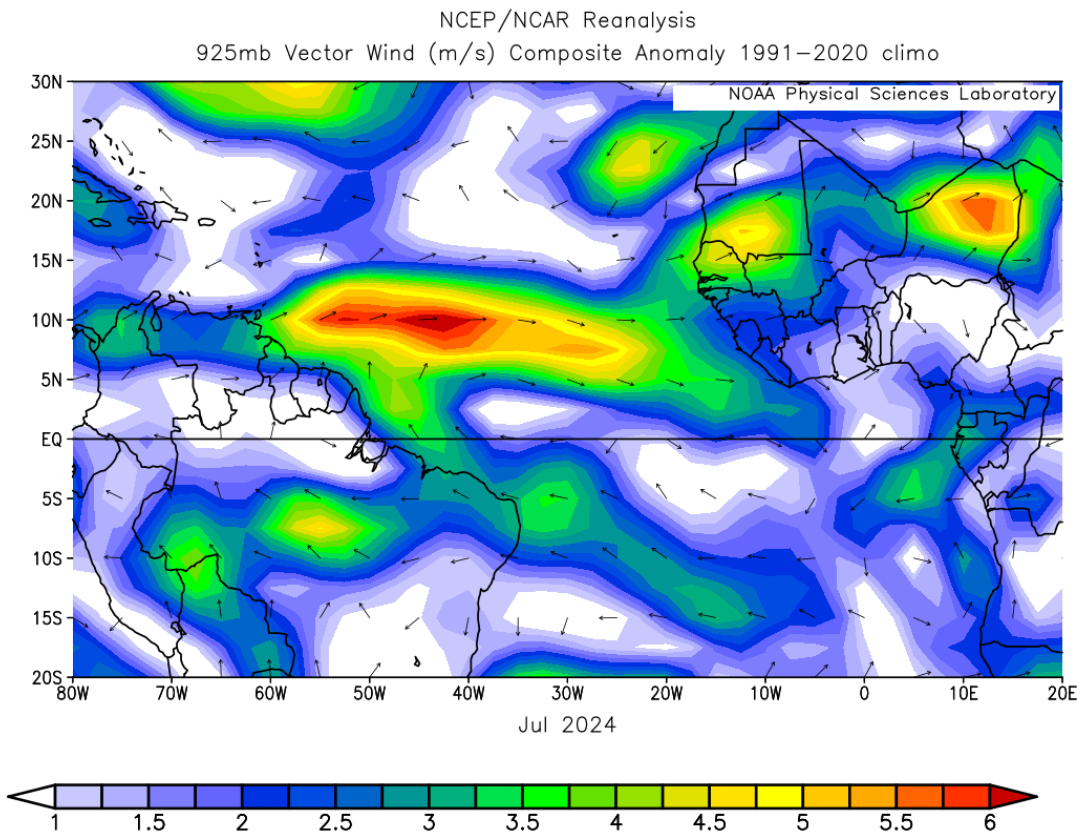 NCEP/NCAR Reanalysis
925mb Vector Wind (m/s) Composite Anomaly 1991−2020 climo
NOAA Physical Sciences Laboratory
30N
25N
20N
15N
10N
5N
EQ
5S
10S
15S
20S
80W 70W 60W 50W 40W 30W 20W 10W 0 10E 20E
Jul 2024
1 1.5 2 2.5 3 3.5 4 4.5 5 5.5 6